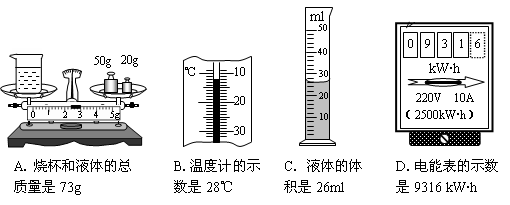 50g 20g
0 1 2 3 4 5g
A. 烧杯和液体的总
质量是 73g
℃
10
20
30
B. 温度计的示
数是 28℃
ml
50
40
30
20
10
C. 液体的体
积是 26ml
0 9 3 1 6
kW·h
220V 10A
( 2500kW·h )
D. 电能表的示数
是 9316 kW·h